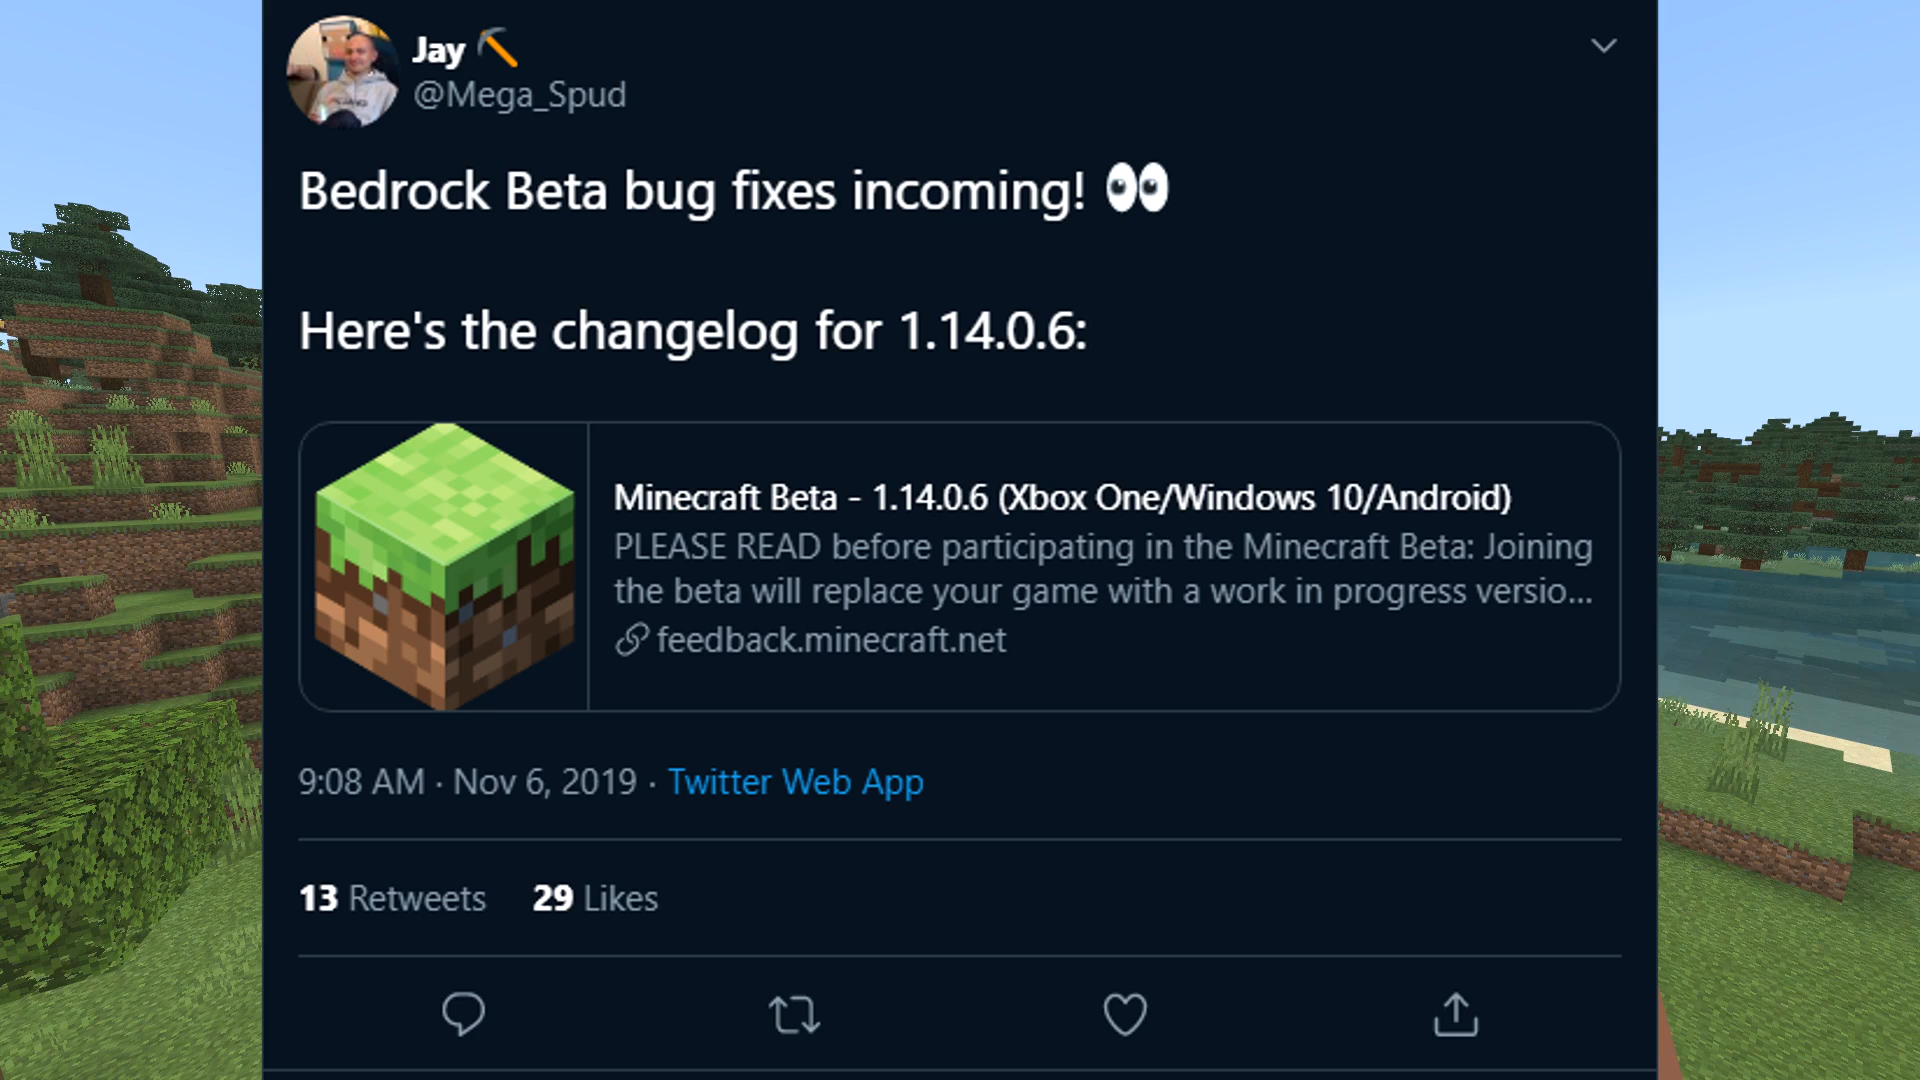 Jay
@Mega_Spud
Bedrock Beta bug fixes incoming! 👀
Here's the changelog for 1.14.0.6:
Minecraft Beta - 1.14.0.6 (Xbox One/Windows 10/Android)
PLEASE READ before participating in the Minecraft Beta: Joining
the beta will replace your game with a work in progress versio...
feedback.minecraft.net
9:08 AM · Nov 6, 2019 · Twitter Web App
13 Retweets 29 Likes